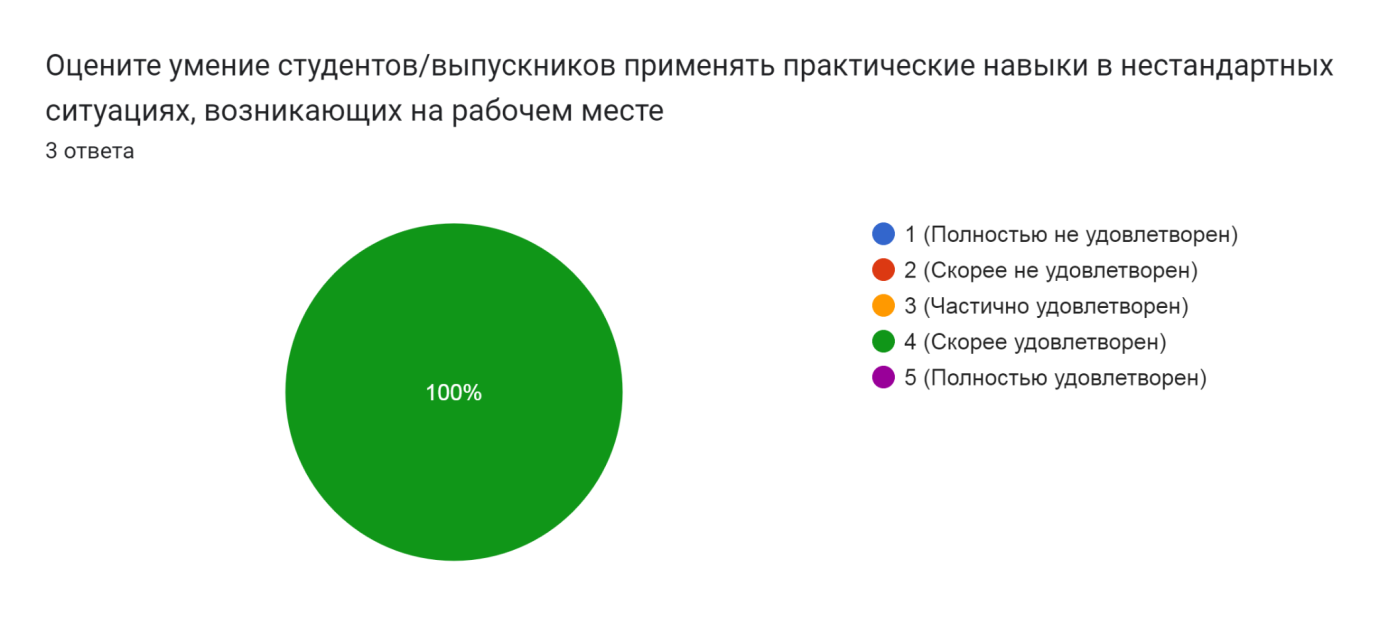 Оцените умение студентов/выпускников применять практические навыки в нестандартных
ситуациях, возникающих на рабочем месте
3 ответа
1 (Полностью не удовлетворен)
2 (Скорее не удовлетворен)
3 (Частично удовлетворен)
4 (Скорее удовлетворен)
5 (Полностью удовлетворен)
100%